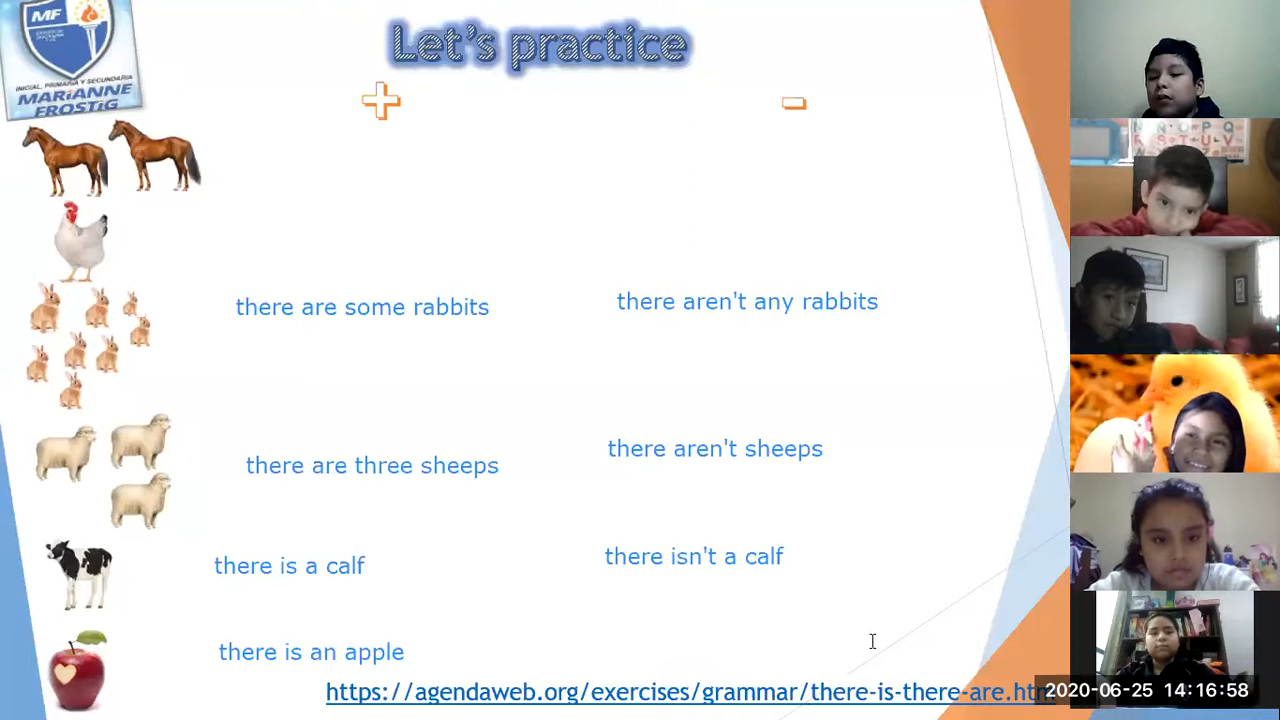 MF
INICIAL, PRIMARIA Y SECUNDARIA
MARIANNE
FROSTIG
Let's practice
+
-
there are some rabbits
there aren't any rabbits
there are three sheeps
there aren't sheeps
there is a calf
there isn't a calf
there is an apple
https://agendaweb.org/exercises/grammar/there-is-there-are.htm
2020-06-25 14:16:58
N O P Q
R S T U V